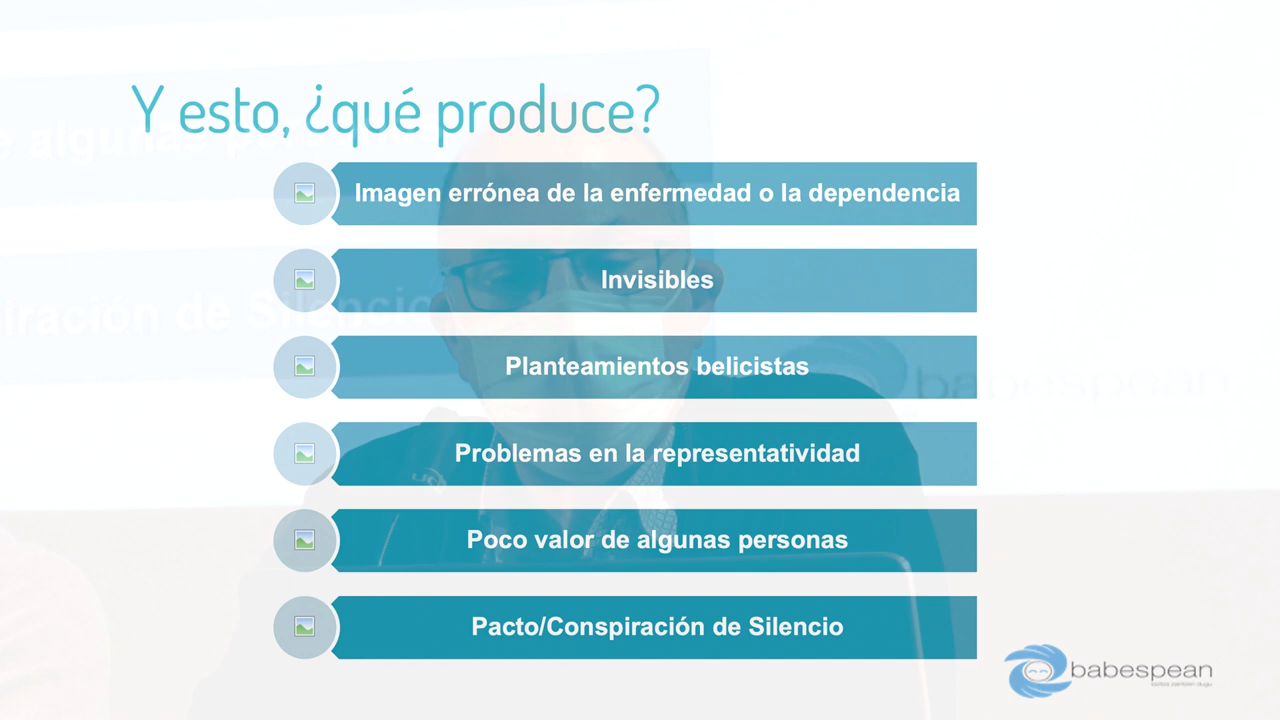 Y esto, ¿qué produce?
Imagen errónea de la enfermedad o la dependencia
Invisibles
Planteamientos belicistas
Problemas en la representatividad
Poco valor de algunas personas
Pacto/Conspiración de Silencio
babespean